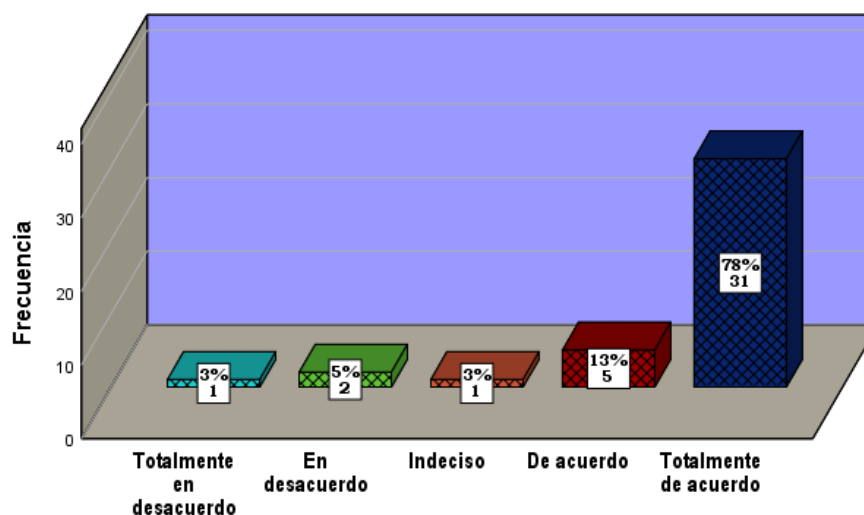 Frecuencia
40
30
20
10
0
3%
1
5%
2
3%
1
13%
5
78%
31
Totalmente
en
desacuerdo
En
desacuerdo
Indeciso
De acuerdo
Totalmente
de acuerdo